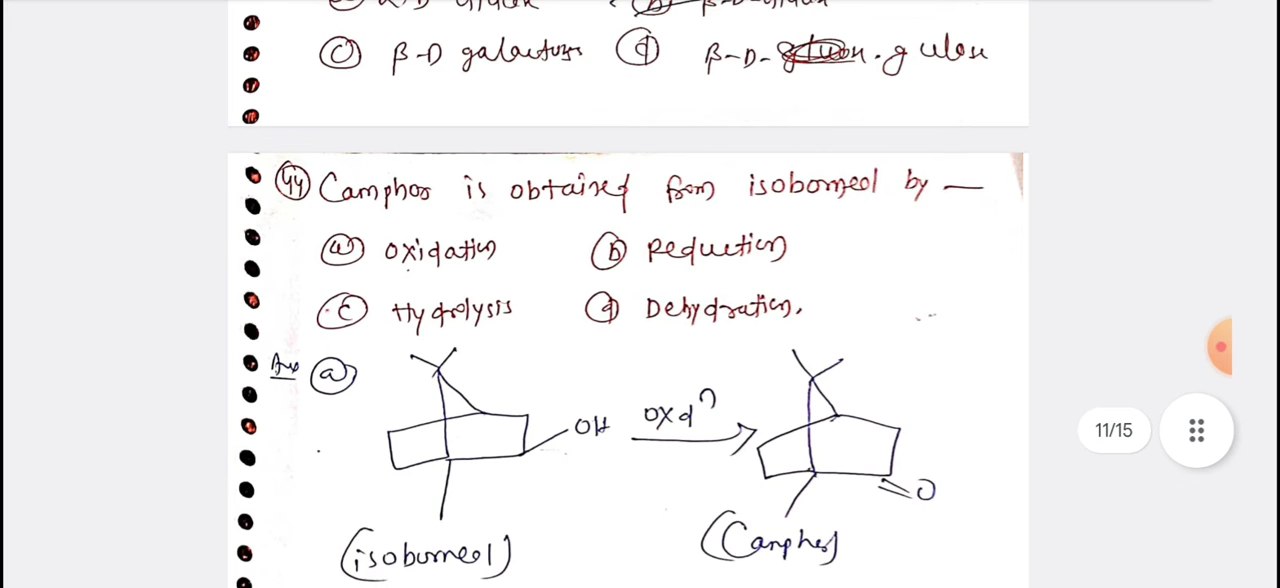 (c) β-D galactose (d) β-D- gulose
(44) Camphor is obtained from isoborneol by —
(a) oxidation (b) Reduction
(c) Hydrolysis (d) Dehydration.
Ans (a)
OH oxdⁿ O
(isoborneol) (Camphor)
11/15